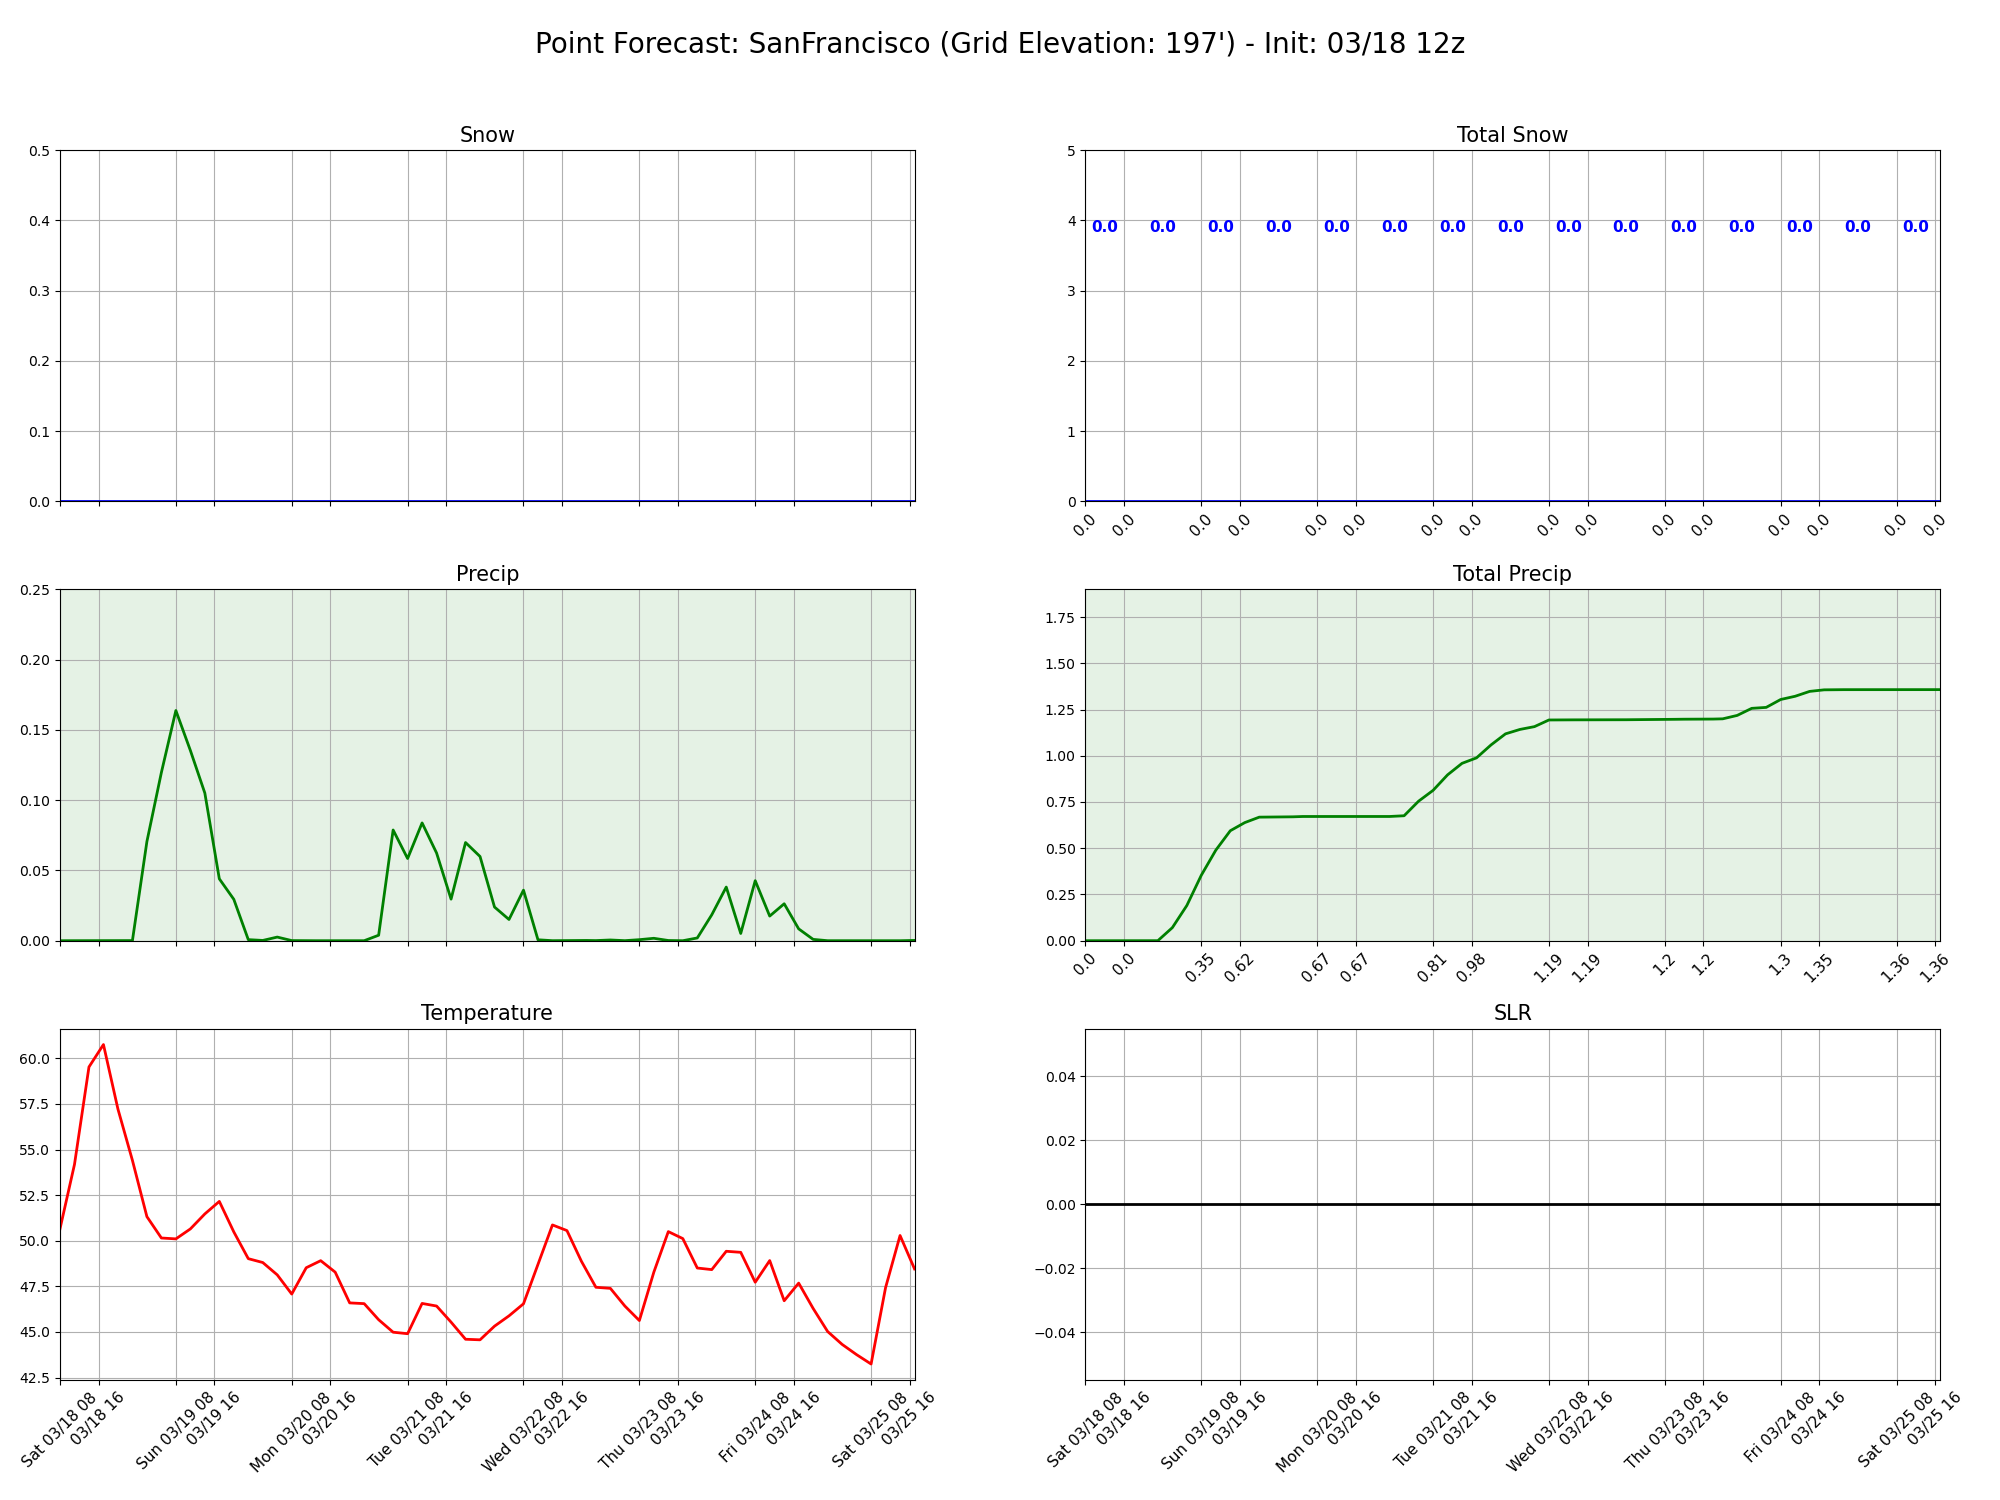 Point Forecast: SanFrancisco (Grid Elevation: 197') - Init: 03/18 12z
Snow
0.5
0.4
0.3
0.2
0.1
0.0
Total Snow
5
4
3
2
1
0
0.0 0.0 0.0 0.0 0.0 0.0 0.0 0.0 0.0 0.0 0.0 0.0 0.0 0.0 0.0
0.0 0.0 0.0 0.0 0.0 0.0 0.0 0.0 0.0 0.0 0.0 0.0 0.0 0.0 0.0 0.0
Precip
0.25
0.20
0.15
0.10
0.05
0.00
Total Precip
1.75
1.50
1.25
1.00
0.75
0.50
0.25
0.00
0.0 0.0 0.35 0.62 0.67 0.67 0.81 0.98 1.19 1.19 1.2 1.2 1.3 1.35 1.36 1.36
Temperature
60.0
57.5
55.0
52.5
50.0
47.5
45.0
42.5
Sat 03/18 08
03/18 16
Sun 03/19 08
03/19 16
Mon 03/20 08
03/20 16
Tue 03/21 08
03/21 16
Wed 03/22 08
03/22 16
Thu 03/23 08
03/23 16
Fri 03/24 08
03/24 16
Sat 03/25 08
03/25 16
SLR
0.04
0.02
0.00
−0.02
−0.04
Sat 03/18 08
03/18 16
Sun 03/19 08
03/19 16
Mon 03/20 08
03/20 16
Tue 03/21 08
03/21 16
Wed 03/22 08
03/22 16
Thu 03/23 08
03/23 16
Fri 03/24 08
03/24 16
Sat 03/25 08
03/25 16